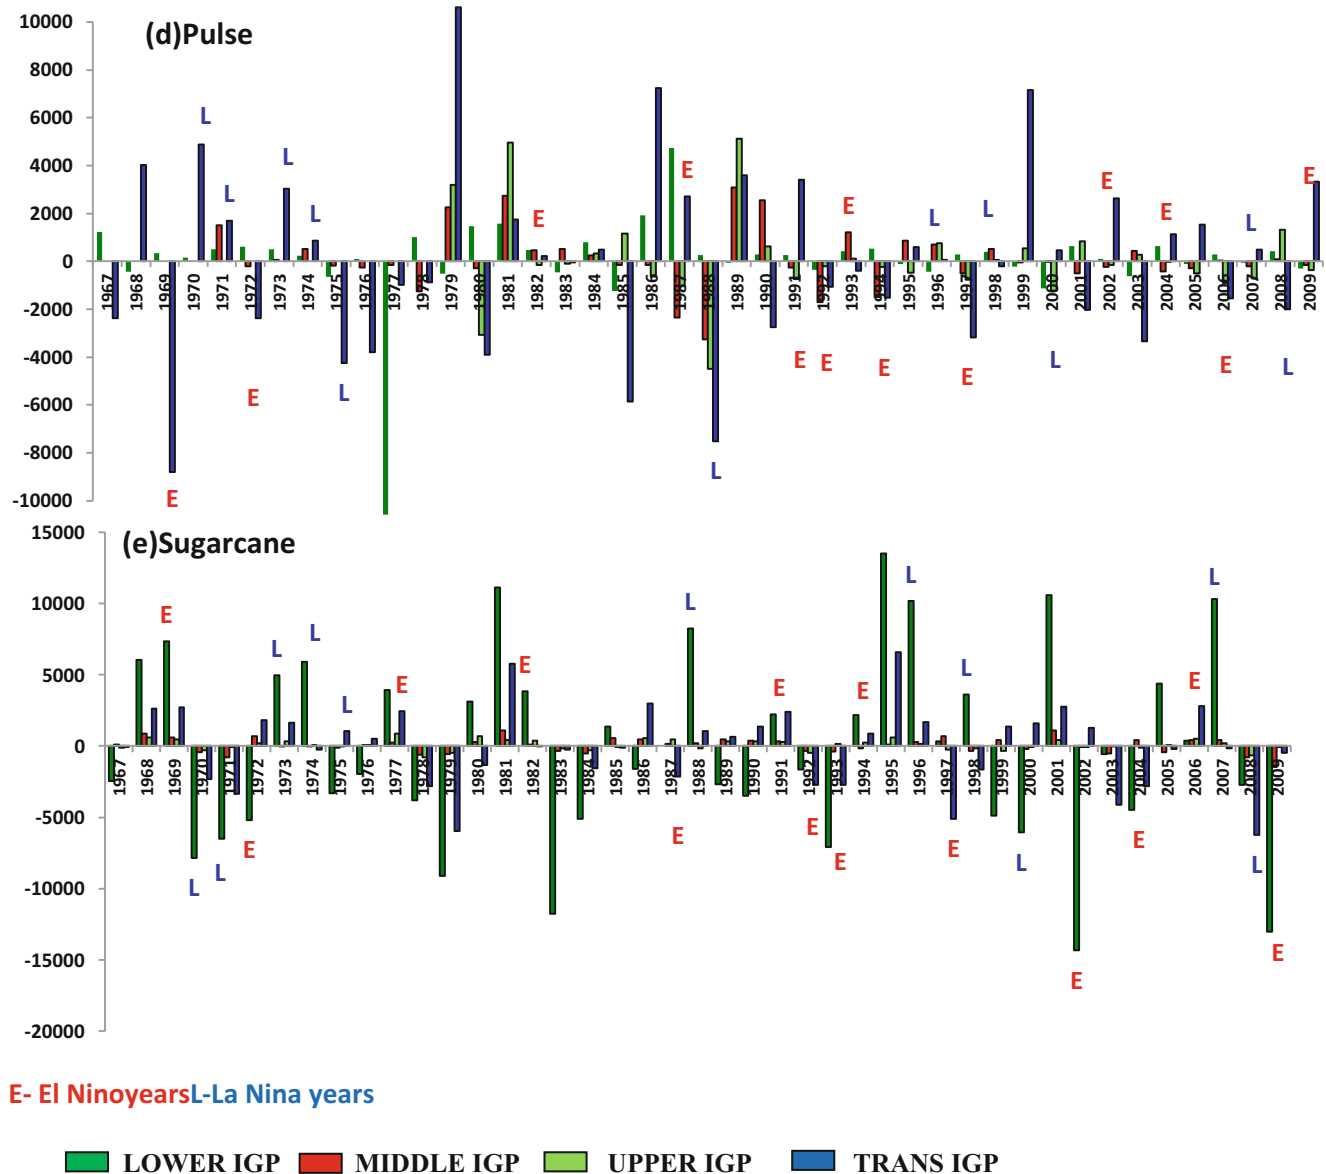 (d)Pulse
10000
8000
6000
4000
2000
0
-2000
-4000
-6000
-8000
-10000
1967 1968 1969 1970 1971 1972 1973 1974 1975 1976 1977 1978 1979 1980 1981 1982 1983 1984 1985 1986 1987 1988 1989 1990 1991 1992 1993 1994 1995 1996 1997 1998 1999 2000 2001 2002 2003 2004 2005 2006 2007 2008 2009
E L L E L L L E L E E E E L E L L E E E L L E
(e)Sugarcane
15000
10000
5000
0
-5000
-10000
-15000
-20000
1967 1968 1969 1970 1971 1972 1973 1974 1975 1976 1977 1978 1979 1980 1981 1982 1983 1984 1985 1986 1987 1988 1989 1990 1991 1992 1993 1994 1995 1996 1997 1998 1999 2000 2001 2002 2003 2004 2005 2006 2007 2008 2009
E L L E L L L E E E L E E E E L E L L E E E L L E
E- El NinoyearsL-La Nina years
LOWER IGP MIDDLE IGP UPPER IGP TRANS IGP